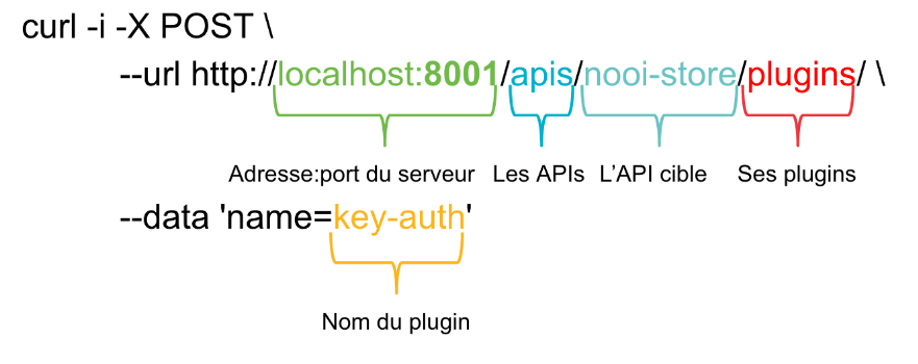 curl -i -X POST \
--url http://localhost:8001/apis/nooi-store/plugins/ \
Adresse:port du serveur Les APIs L'API cible Ses plugins
--data 'name=key-auth'
Nom du plugin